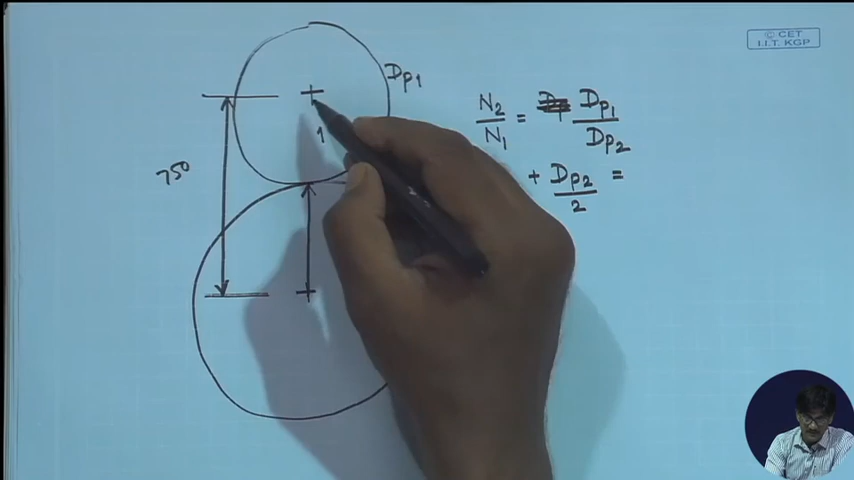 © CET
I.I.T. KGP
Dp1
750
1
N2/N1 = Dp1/Dp2
+ Dp2/2 =